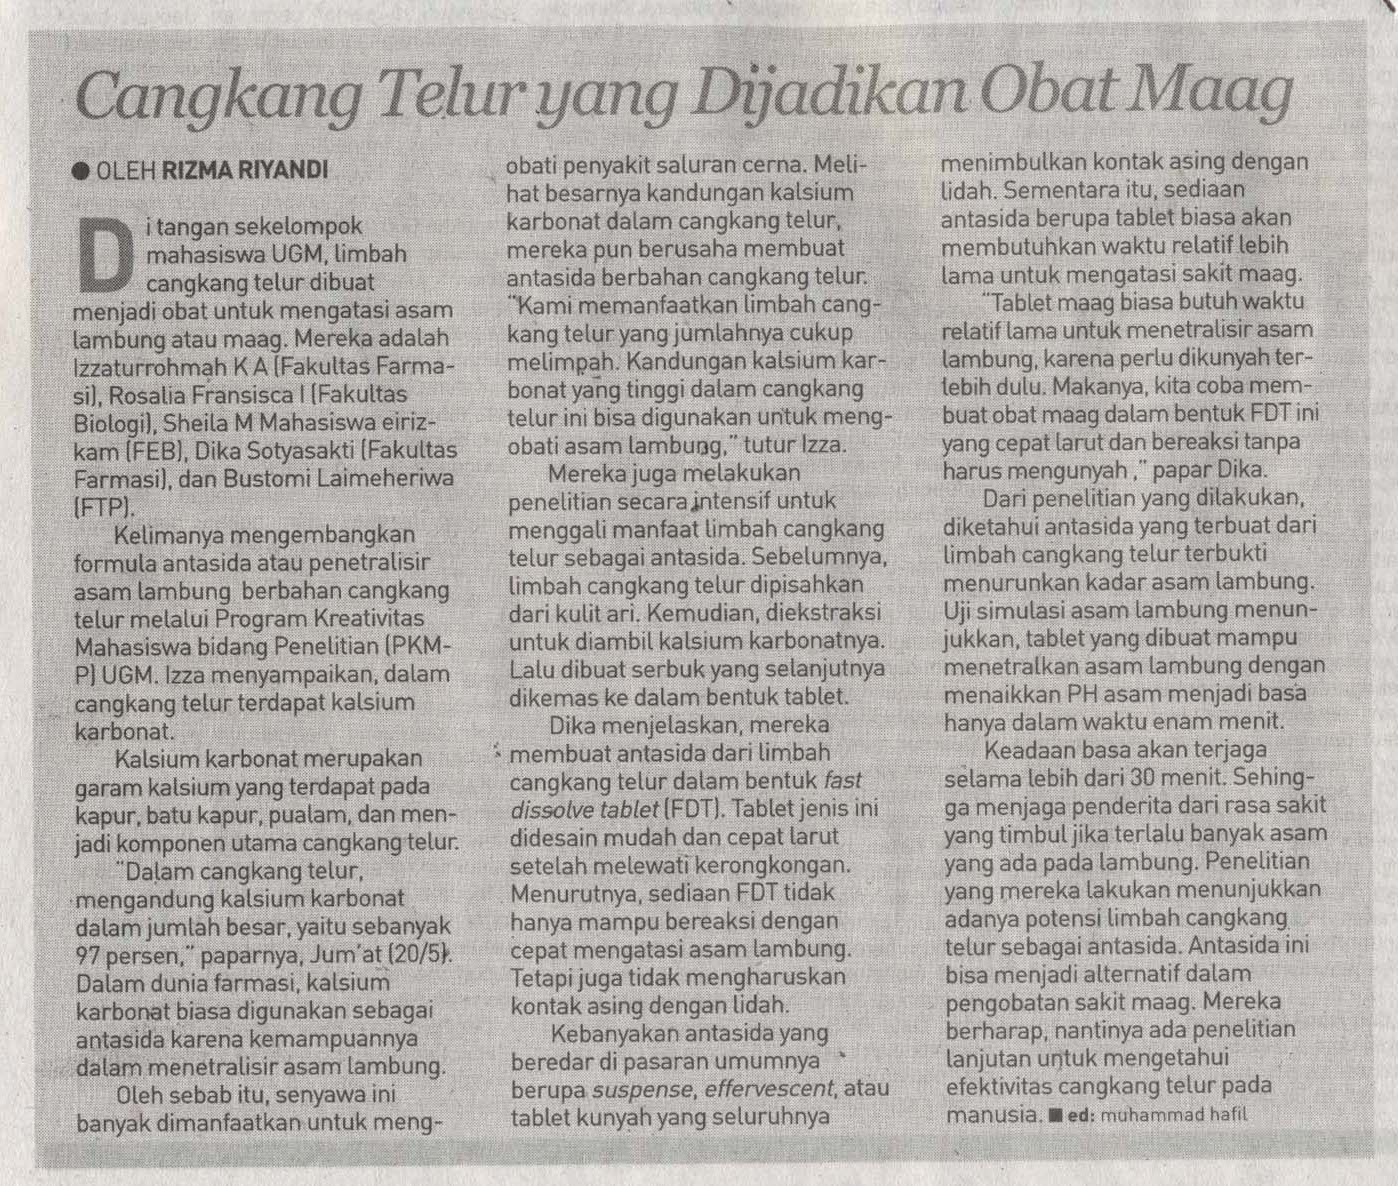 Cangkang Telur yang Dijadikan Obat Maag
● OLEH RIZMA RIYANDI
Di tangan sekelompok
mahasiswa UGM, limbah
cangkang telur dibuat
menjadi obat untuk mengatasi asam
lambung atau maag. Mereka adalah
Izzaturrohmah K A (Fakultas Farma-
si), Rosalia Fransisca I (Fakultas
Biologi), Sheila M Mahasiswa eiriz-
kam (FEB), Dika Sotyasakti (Fakultas
Farmasi), dan Bustomi Laimeheriwa
(FTP).
Kelimanya mengembangkan
formula antasida atau penetralisir
asam lambung berbahan cangkang
telur melalui Program Kreativitas
Mahasiswa bidang Penelitian (PKM-
P) UGM. Izza menyampaikan, dalam
cangkang telur terdapat kalsium
karbonat.
Kalsium karbonat merupakan
garam kalsium yang terdapat pada
kapur, batu kapur, pualam, dan men-
jadi komponen utama cangkang telur.
"Dalam cangkang telur,
mengandung kalsium karbonat
dalam jumlah besar, yaitu sebanyak
97 persen," paparnya, Jum'at (20/5).
Dalam dunia farmasi, kalsium
karbonat biasa digunakan sebagai
antasida karena kemampuannya
dalam menetralisir asam lambung.
Oleh sebab itu, senyawa ini
banyak dimanfaatkan untuk meng-
obati penyakit saluran cerna. Meli-
hat besarnya kandungan kalsium
karbonat dalam cangkang telur,
mereka pun berusaha membuat
antasida berbahan cangkang telur.
"Kami memanfaatkan limbah cang-
kang telur yang jumlahnya cukup
melimpah. Kandungan kalsium kar-
bonat yang tinggi dalam cangkang
telur ini bisa digunakan untuk meng-
obati asam lambung," tutur Izza.
Mereka juga melakukan
penelitian secara intensif untuk
menggali manfaat limbah cangkang
telur sebagai antasida. Sebelumnya,
limbah cangkang telur dipisahkan
dari kulit ari. Kemudian, diekstraksi
untuk diambil kalsium karbonatnya.
Lalu dibuat serbuk yang selanjutnya
dikemas ke dalam bentuk tablet.
Dika menjelaskan, mereka
membuat antasida dari limbah
cangkang telur dalam bentuk fast
dissolve tablet (FDT). Tablet jenis ini
didesain mudah dan cepat larut
setelah melewati kerongkongan.
Menurutnya, sediaan FDT tidak
hanya mampu bereaksi dengan
cepat mengatasi asam lambung.
Tetapi juga tidak mengharuskan
kontak asing dengan lidah.
Kebanyakan antasida yang
beredar di pasaran umumnya
berupa suspense, effervescent, atau
tablet kunyah yang seluruhnya
menimbulkan kontak asing dengan
lidah. Sementara itu, sediaan
antasida berupa tablet biasa akan
membutuhkan waktu relatif lebih
lama untuk mengatasi sakit maag.
"Tablet maag biasa butuh waktu
relatif lama untuk menetralisir asam
lambung, karena perlu dikunyah ter-
lebih dulu. Makanya, kita coba mem-
buat obat maag dalam bentuk FDT ini
yang cepat larut dan bereaksi tanpa
harus mengunyah ," papar Dika.
Dari penelitian yang dilakukan,
diketahui antasida yang terbuat dari
limbah cangkang telur terbukti
menurunkan kadar asam lambung.
Uji simulasi asam lambung menun-
jukkan, tablet yang dibuat mampu
menetralkan asam lambung dengan
menaikkan PH asam menjadi basa
hanya dalam waktu enam menit.
Keadaan basa akan terjaga
selama lebih dari 30 menit. Sehing-
ga menjaga penderita dari rasa sakit
yang timbul jika terlalu banyak asam
yang ada pada lambung. Penelitian
yang mereka lakukan menunjukkan
adanya potensi limbah cangkang
telur sebagai antasida. Antasida ini
bisa menjadi alternatif dalam
pengobatan sakit maag. Mereka
berharap, nantinya ada penelitian
lanjutan untuk mengetahui
efektivitas cangkang telur pada
manusia. ■ ed: muhammad hafil